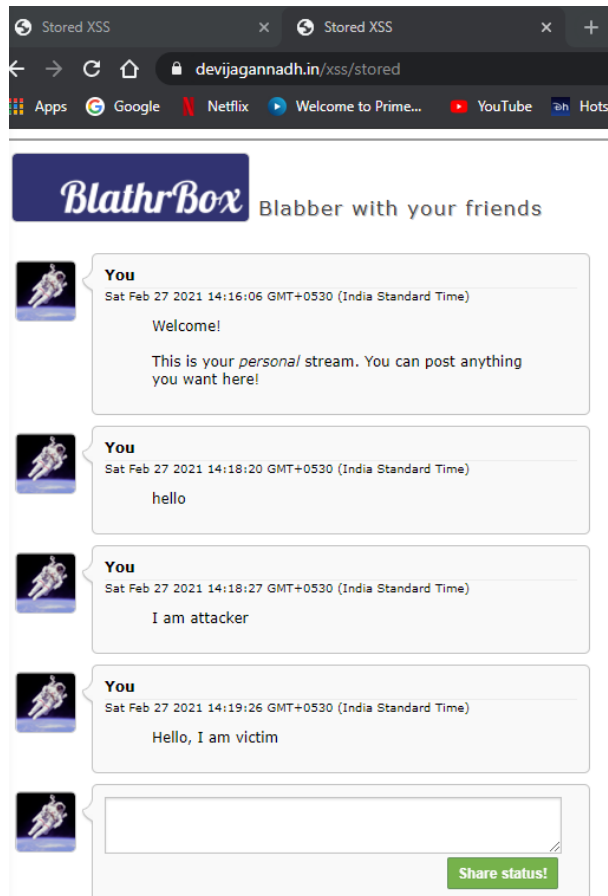 Stored XSS × Stored XSS × +
devijagannadh.in/xss/stored
Apps Google Netflix Welcome to Prime... YouTube Hots
BlathrBox Blabber with your friends
You
Sat Feb 27 2021 14:16:06 GMT+0530 (India Standard Time)
Welcome!
This is your personal stream. You can post anything
you want here!
You
Sat Feb 27 2021 14:18:20 GMT+0530 (India Standard Time)
hello
You
Sat Feb 27 2021 14:18:27 GMT+0530 (India Standard Time)
I am attacker
You
Sat Feb 27 2021 14:19:26 GMT+0530 (India Standard Time)
Hello, I am victim
Share status!